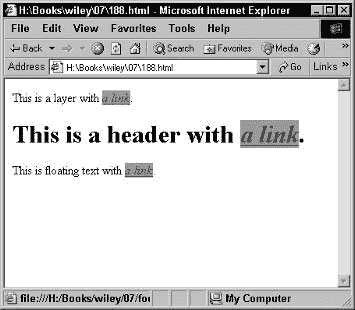 H:\Books\wiley\07\188.html - Microsoft Internet Explorer
File Edit View Favorites Tools Help
Back Search Favorites Media
Address H:\Books\wiley\07\188.html Go Links »
This is a layer with a link.
This is a header with a link.
This is floating text with a link.
file:///H:/Books/wiley/07/foo My Computer